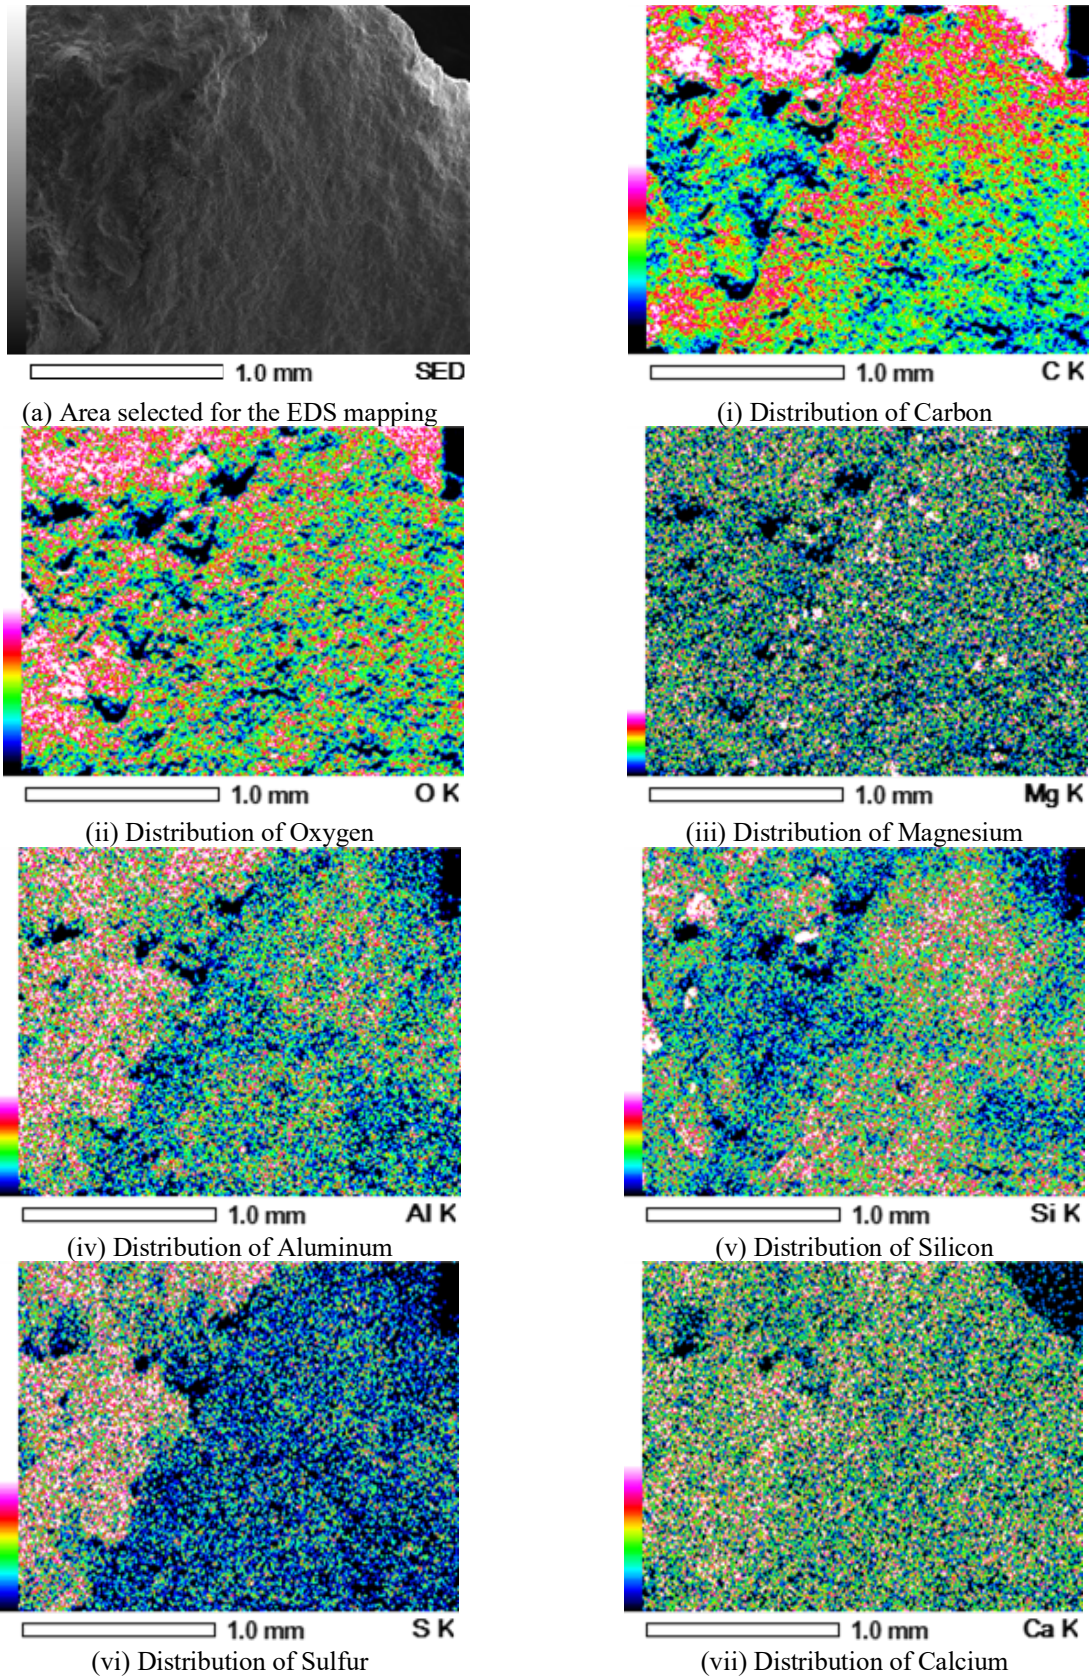 1.0 mm SED
1.0 mm C K
(a) Area selected for the EDS mapping
(i) Distribution of Carbon
1.0 mm O K
1.0 mm Mg K
(ii) Distribution of Oxygen
(iii) Distribution of Magnesium
1.0 mm Al K
1.0 mm Si K
(iv) Distribution of Aluminum
(v) Distribution of Silicon
1.0 mm S K
1.0 mm Ca K
(vi) Distribution of Sulfur
(vii) Distribution of Calcium